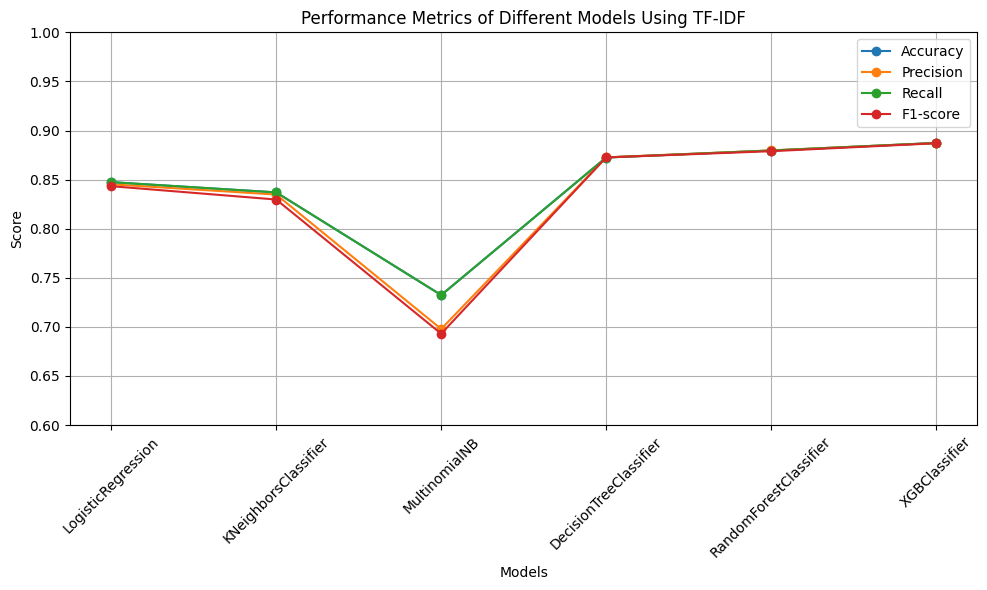 Performance Metrics of Different Models Using TF-IDF
1.00
0.95
0.90
0.85
0.80
0.75
0.70
0.65
0.60
Score
Accuracy
Precision
Recall
F1-score
LogisticRegression
KNeighborsClassifier
MultinomialNB
DecisionTreeClassifier
RandomForestClassifier
XGBClassifier
Models